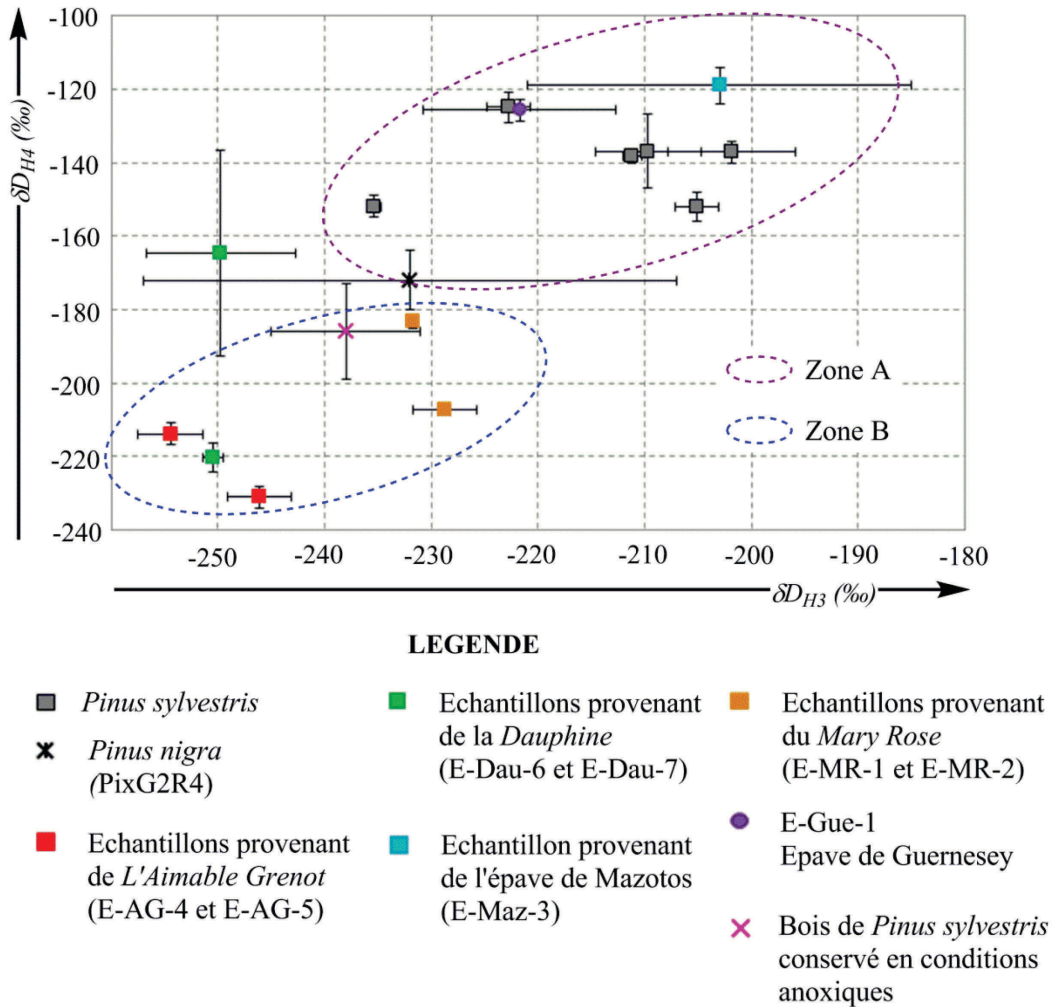 -100
-120
-140
-160
-180
-200
-220
-240
δD_H4 (‰)
Zone A
Zone B
-250
-240
-230
-220
-210
-200
-190
-180
δD_H3 (‰)
LEGENDE
Pinus sylvestris
Pinus nigra
(PixG2R4)
Echantillons provenant
de L'Aimable Grenot
(E-AG-4 et E-AG-5)
Echantillons provenant
de la Dauphine
(E-Dau-6 et E-Dau-7)
Echantillon provenant
de l'épave de Mazotos
(E-Maz-3)
Echantillons provenant
du Mary Rose
(E-MR-1 et E-MR-2)
E-Gue-1
Epave de Guernesey
Bois de Pinus sylvestris
conservé en conditions
anoxiques